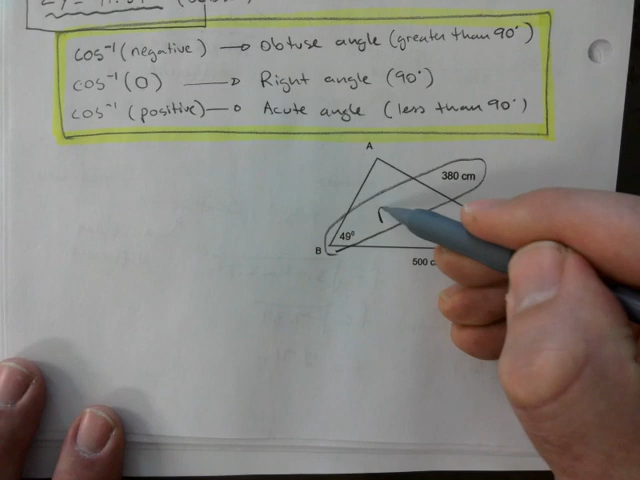 cos⁻¹(negative) → Obtuse angle (greater than 90°)
cos⁻¹(0) → Right angle (90°)
cos⁻¹(positive) → Acute angle (less than 90°)
A
380 cm
49°
B
500 c